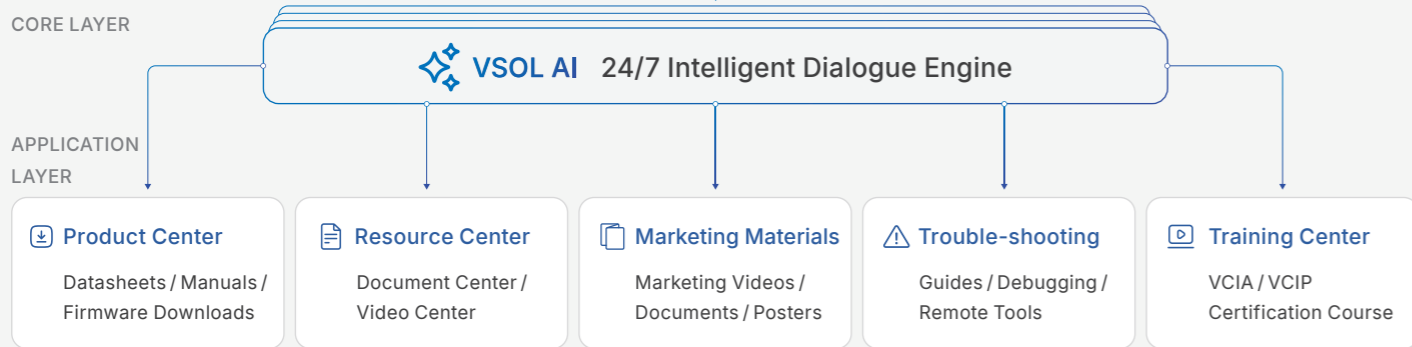 CORE LAYER
VSOL AI 24/7 Intelligent Dialogue Engine
APPLICATION
LAYER
Product Center
Datasheets / Manuals /
Firmware Downloads
Resource Center
Document Center /
Video Center
Marketing Materials
Marketing Videos /
Documents / Posters
Trouble-shooting
Guides / Debugging /
Remote Tools
Training Center
VCIA / VCIP
Certification Course